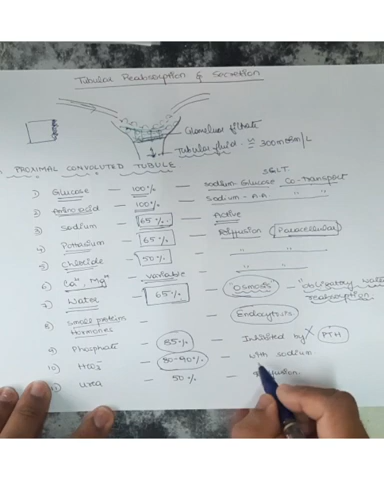 Tubular Reabsorption & Secretion
Glomerular filtrate
Tubular fluid ≈ 300mosm/L
PROXIMAL CONVOLUTED TUBULE
SGLT.
1) Glucose — 100% — Sodium Glucose Co-transport
2) Amino acid — 100% — Sodium - A.A " "
3) Sodium — 65% — Active
4) Potassium — 65% — Diffusion (Paracellular)
5) Chloride — 50% — " "
6) Ca++, Mg++ — variable — "
7) Water — 65% — Osmosis — "obligatory water
reabsorption.
8) Small protein — Endocytosis
Hormones
9) Phosphate — 85% — Inhibited by PTH
10) HCO3 — 80-90% — with sodium
11) Urea — 50% —